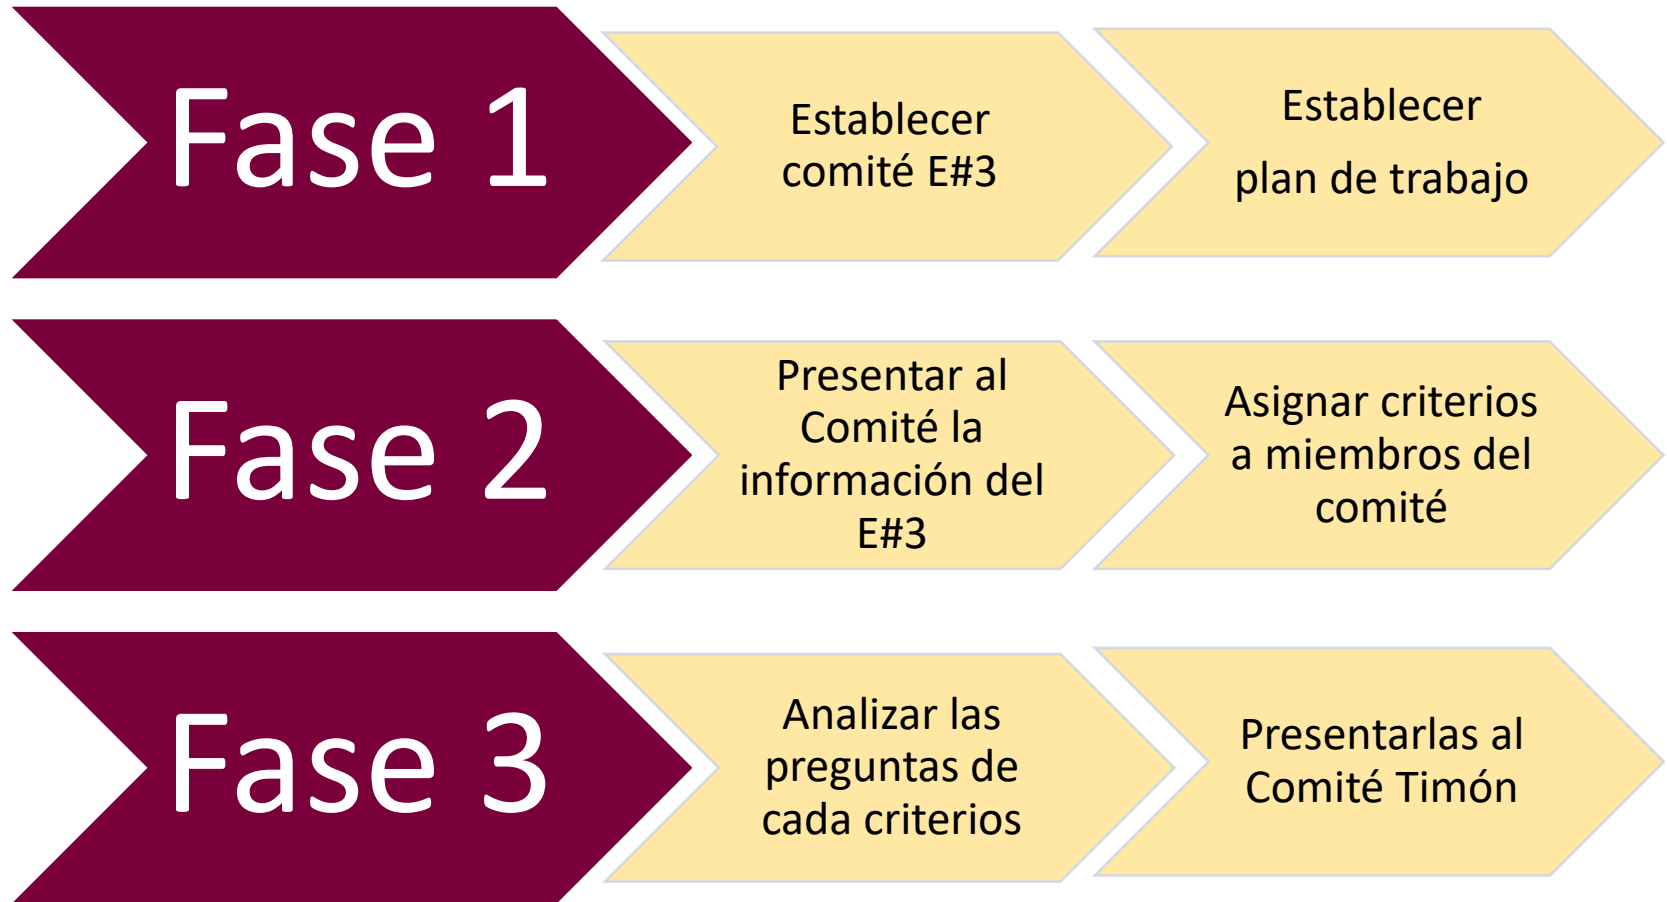 Fase 1
Establecer
comité E#3
Establecer
plan de trabajo
Fase 2
Presentar al
Comité la
información del
E#3
Asignar criterios
a miembros del
comité
Fase 3
Analizar las
preguntas de
cada criterios
Presentarlas al
Comité Timón